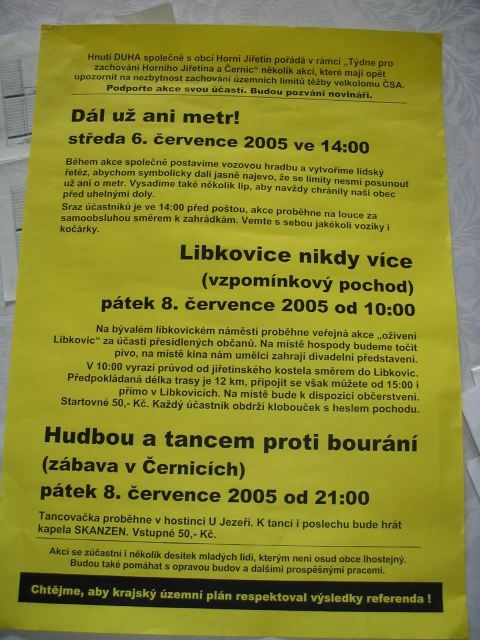 Hnutí DUHA společně s obcí Horní Jiřetín pořádá v rámci „Týdne pro
zachování Horního Jiřetína a Černic" několik akcí, které mají opět
upozornit na nezbytnost zachování územních limitů těžby velkolomu ČSA.
Podpořte akce svou účastí. Budou pozváni novináři.
Dál už ani metr!
středa 6. července 2005 ve 14:00
Během akce společně postavíme vozovou hradbu a vytvoříme lidský
řetěz, abychom symbolicky dali jasně najevo, že se limity nesmí posunout
už ani o metr. Vysadíme také několik lip, aby navždy chránily naši obec
před uhelnými doly.
Sraz účastníků je ve 14:00 před poštou, akce proběhne na louce za
samoobsluhou směrem k zahrádkám. Vemte s sebou jakékoli vozíky i
kočárky.
Libkovice nikdy více
(vzpomínkový pochod)
pátek 8. července 2005 od 10:00
Na bývalém libkovickém náměstí proběhne veřejná akce „oživení
Libkovic" za účasti přesídlených občanů. Na místě hospody budeme točit
pivo, na místě kina nám umělci zahrají divadelní představení.
V 10:00 vyrazí průvod od jiřetínského kostela směrem do Libkovic.
Předpokládaná délka trasy je 12 km, připojit se však můžete od 15:00 i
přímo v Libkovicích. Na místě bude k dispozici občerstvení.
Startovné 50,- Kč. Každý účastník obdrží klobouček s heslem pochodu.
Hudbou a tancem proti bourání
(zábava v Černicích)
pátek 8. července 2005 od 21:00
Tancovačka proběhne v hostinci U Jezeří. K tanci i poslechu bude hrát
kapela SKANZEN. Vstupné 50,- Kč.
Akcí se zúčastní i několik desítek mladých lidí, kterým není osud obce lhostejný.
Budou také pomáhat s opravou budov a dalšími prospěšnými pracemi.
Chtějme, aby krajský územní plán respektoval výsledky referenda !